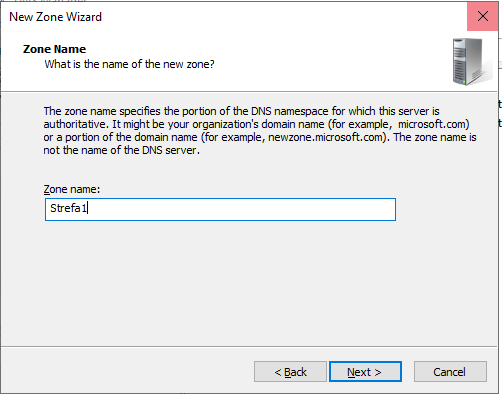 New Zone Wizard
Zone Name
What is the name of the new zone?
The zone name specifies the portion of the DNS namespace for which this server is
authoritative. It might be your organization's domain name (for example, microsoft.com)
or a portion of the domain name (for example, newzone.microsoft.com). The zone name is
not the name of the DNS server.
Zone name:
Strefa1
< Back Next > Cancel